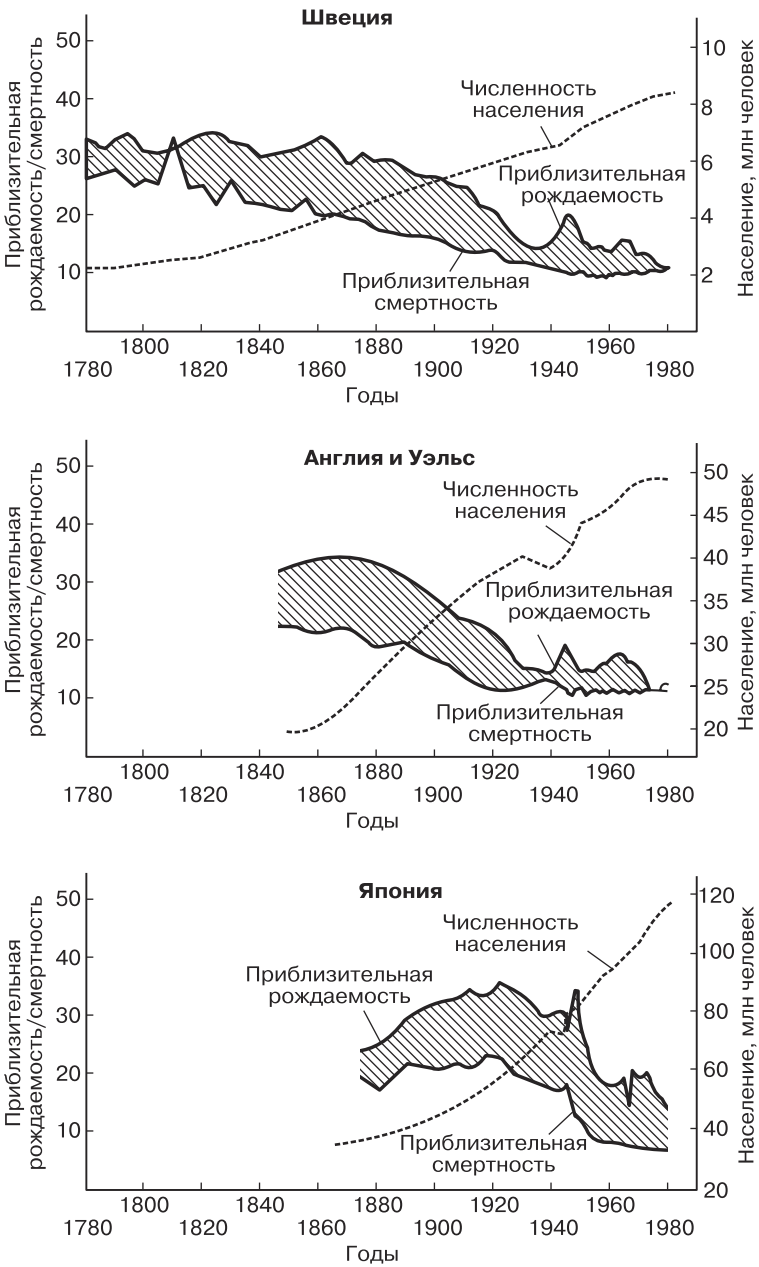 Швеция
Приблизительная
рождаемость/смертность
50
40
30
20
10
Численность
населения
Приблизительная
рождаемость
Приблизительная
смертность
10
8
6
4
2
Население, млн человек
1800 1840 1880 1920 1960
1780 1820 1860 1900 1940 1980
Годы
Англия и Уэльс
Приблизительная
рождаемость/смертность
50
40
30
20
10
Численность
населения
Приблизительная
рождаемость
Приблизительная
смертность
50
45
40
35
30
25
20
Население, млн человек
1800 1840 1880 1920 1960
1780 1820 1860 1900 1940 1980
Годы
Япония
Приблизительная
рождаемость/смертность
50
40
30
20
10
Численность
населения
Приблизительная
рождаемость
Приблизительная
смертность
120
100
80
60
40
20
Население, млн человек
1800 1840 1880 1920 1960
1780 1820 1860 1900 1940 1980
Годы